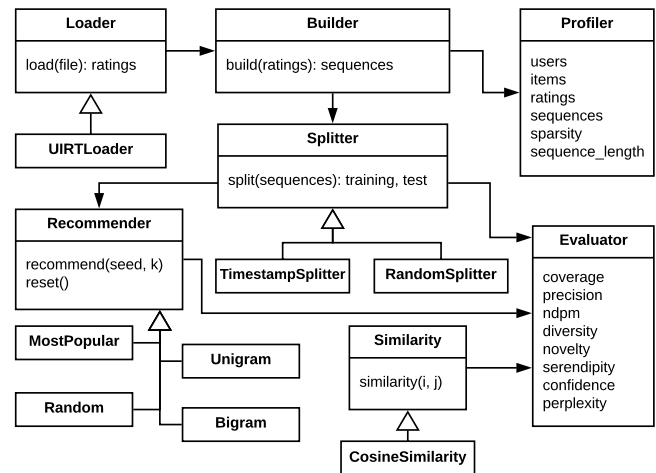 Loader
load(file): ratings
UIRTLoader
Builder
build(ratings): sequences
Profiler
users
items
ratings
sequences
sparsity
sequence_length
Splitter
split(sequences): training, test
TimestampSplitter
RandomSplitter
Recommender
recommend(seed, k)
reset()
MostPopular
Unigram
Random
Bigram
Similarity
similarity(i, j)
CosineSimilarity
Evaluator
coverage
precision
ndpm
diversity
novelty
serendipity
confidence
perplexity